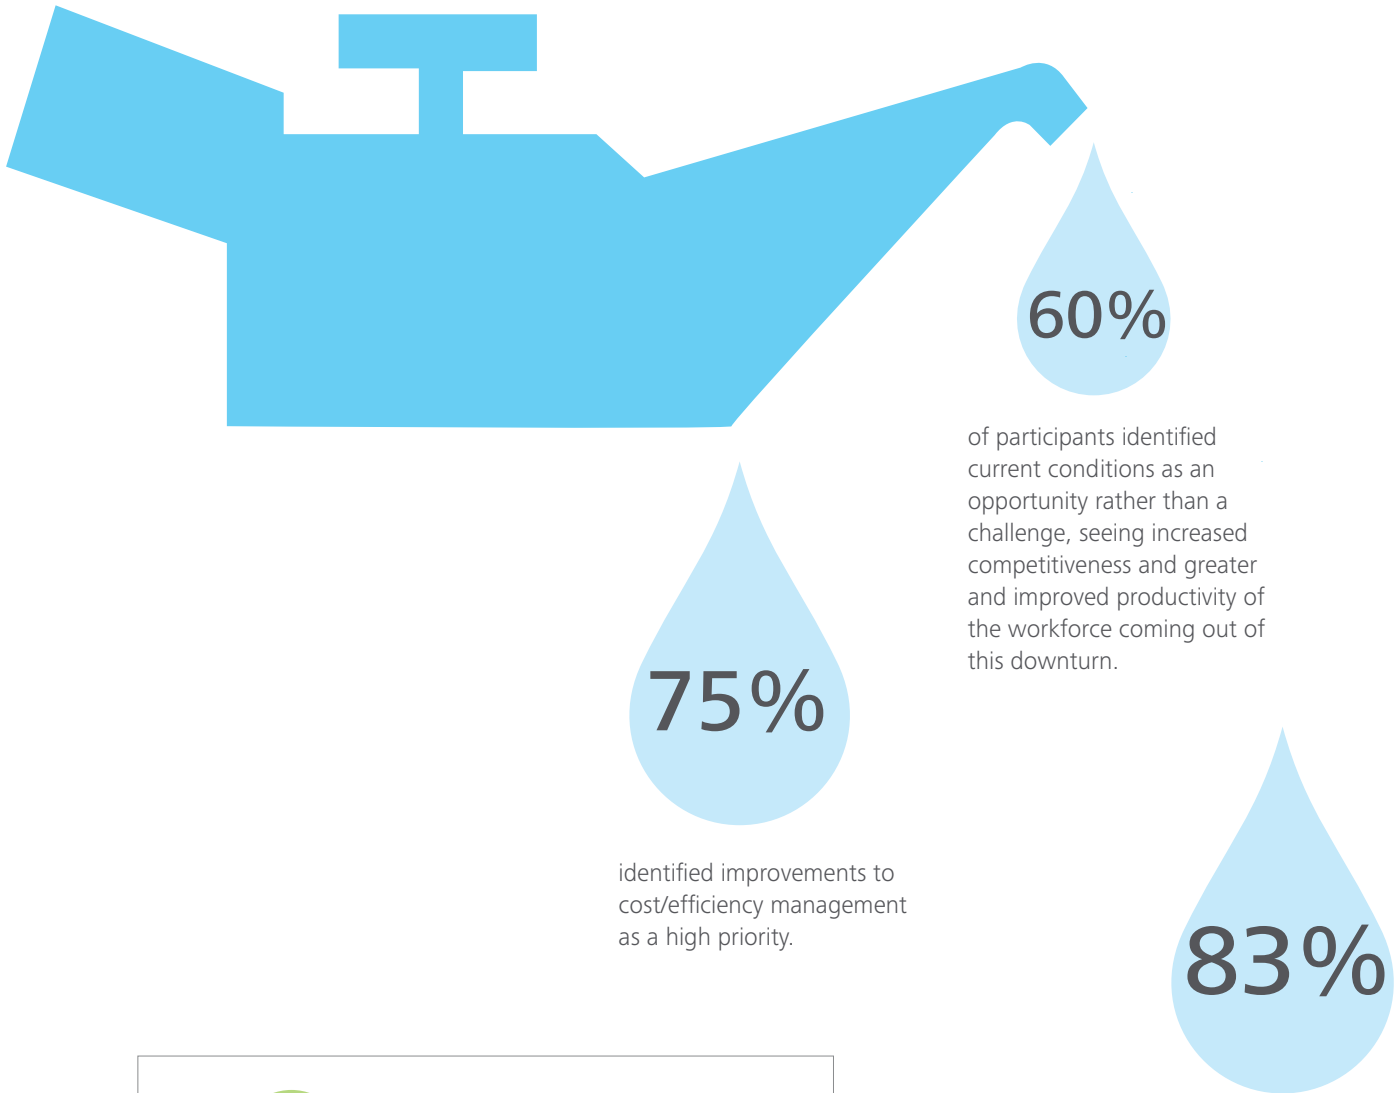 60%
of participants identified
current conditions as an
opportunity rather than a
challenge, seeing increased
competitiveness and greater
and improved productivity of
the workforce coming out of
this downturn.
75%
identified improvements to
cost/efficiency management
as a high priority.
83%